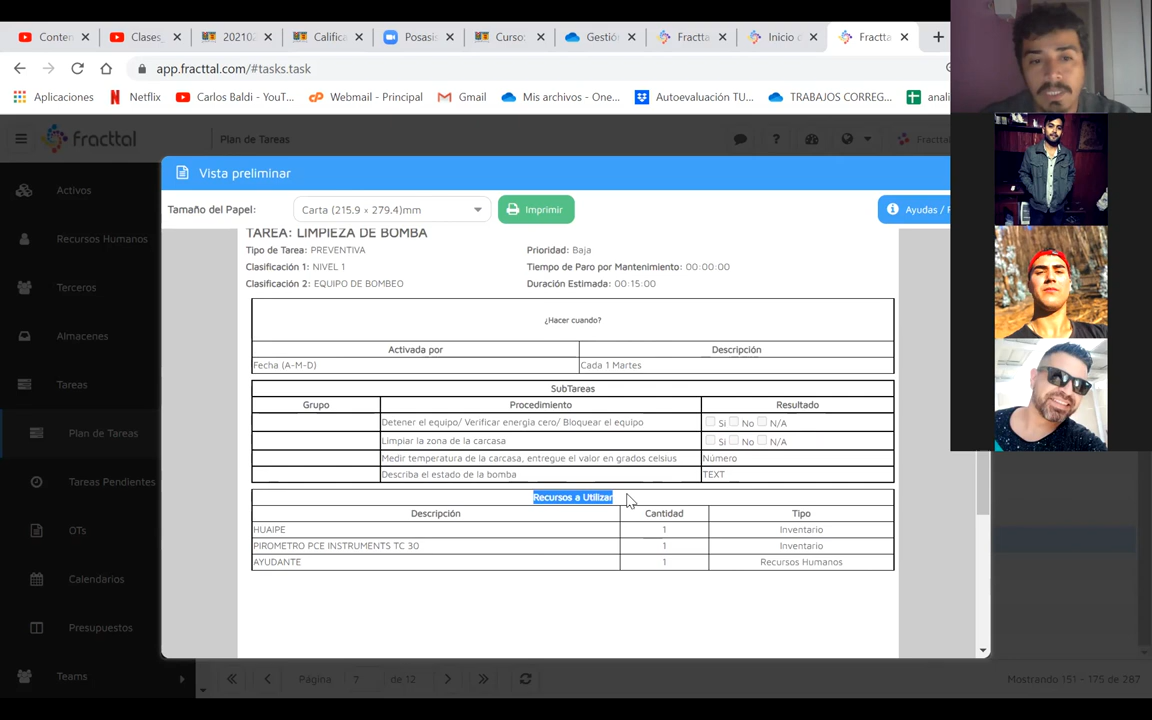 Conten
Clases_
202102
Califica
Posasis
Curso:
Gestió
Fractta
Inicio
Fractta
app.fracttal.com/#tasks.task
Aplicaciones
Netflix
Carlos Baldi - YouT...
Webmail - Principal
Gmail
Mis archivos - One...
Autoevaluación TU...
TRABAJOS CORREG...
anali
fracttal
Plan de Tareas
?
Fractta
Vista preliminar
Activos
Tamaño del Papel:
Carta (215.9 x 279.4)mm
Imprimir
Ayudas /
TAREA: LIMPIEZA DE BOMBA
Recursos Humanos
Tipo de Tarea: PREVENTIVA
Prioridad: Baja
Clasificación 1: NIVEL 1
Tiempo de Paro por Mantenimiento: 00:00:00
Clasificación 2: EQUIPO DE BOMBEO
Duración Estimada: 00:15:00
Terceros
¿Hacer cuando?
Almacenes
Activada por
Descripción
Fecha (A-M-D)
Cada 1 Martes
Tareas
SubTareas
Grupo
Procedimiento
Resultado
Detener el equipo/ Verificar energia cero/ Bloquear el equipo
Si No N/A
Plan de Tareas
Limpiar la zona de la carcasa
Si No N/A
Medir temperatura de la carcasa, entregue el valor en grados celsius
Número
Describa el estado de la bomba
TEXT
Tareas Pendientes
Recursos a Utilizar
Descripción
Cantidad
Tipo
HUAIPE
1
Inventario
OTs
PIROMETRO PCE INSTRUMENTS TC 30
1
Inventario
AYUDANTE
1
Recursos Humanos
Calendarios
Presupuestos
Teams
Página
7
de 12
Mostrando 151 - 175 de 287